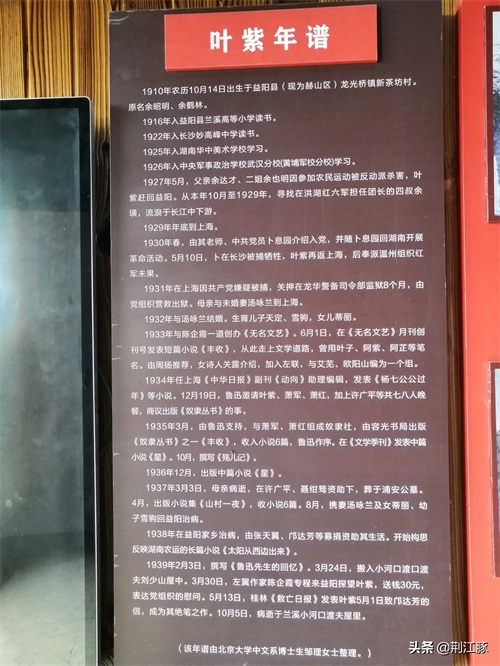 叶紫年谱
1910年农历10月14日出生于益阳县（现为赫山区）龙光桥镇新茶坊村。
原名余昭明、余鹤林。
1916年入益阳县兰溪高等小学读书。
1922年入长沙妙高峰中学读书。
1925年入湖南华中美术学校学习。
1926年入中央军事政治学校武汉分校(黄埔军校分校)学习。
1927年5月，父亲余达才、二姐余也明因参加农民运动被反动派杀害，叶
紫赶回益阳。从本年10月至1929年，寻找在洪湖红六军担任团长的四叔余
璜，流浪于长江中下游。
1929年年底到上海。
1930年春，由其老师、中共党员卜息园介绍入党，并随卜息园回湖南开展
革命活动。5月10日，卜在长沙被捕牺牲，叶紫再返上海，后奉派温州组织红
军未果。
1931年在上海因共产党嫌疑被捕，关押在龙华警备司令部监狱8个月，由
党组织营救出狱。母亲与未婚妻汤咏兰到上海。
1932年与汤咏兰结婚。生育儿子天定、雪驹，女儿蒂丽。
1933年与陈企霞一道创办《无名文艺》。6月1日，在《无名文艺》月刊创
刊号发表短篇小说《丰收》，从此走上文学道路，曾用叶子、阿紫、阿芷等笔
名。由周扬推荐，女诗人关露介绍，加入左联，与艾芜、欧阳山编为一个组。
1934年任上海《中华日报》副刊《动向》助理编辑，发表《杨七公公过
年》等小说。12月19日，鲁迅邀请叶紫、萧军、萧红，加上许广平等共七八人晚
餐，商议出版《奴隶丛书》的事。
1935年3月，由鲁迅支持，与萧军、萧红组成奴隶社，由容光书局出版
《奴隶丛书》之一《丰收》，收入小说6篇，鲁迅作序。在《文学季刊》发表中篇
小说《星》。10月，撰写《殇儿记》。
1936年12月，出版中篇小说《星》。
1937年3月3日，母亲病逝，在许广平、聂绀弩资助下，葬于浦安公墓。
4月，出版小说集《山村一夜》，收小说6篇。8月，携妻汤咏兰及女蒂丽、幼
子雪驹回益阳治病。
1938年在益阳家乡治病，由张天翼、邝达芳等募捐资助其生活。开始构思
反映湖南农运的长篇小说《太阳从西边出来》。
1939年2月3日，撰写《鲁迅先生的回忆》。3月24日，搬入小河口渡口渡
夫刘少山屋中。3月30日，左翼作家陈企霞专程来益阳探望叶紫，送钱30元，
表达党组织的慰问。5月13日，桂林《救亡日报》发表叶紫5月1日致邝达芳的
信，成为其绝笔之作。10月5日，病逝于兰溪小河口渡夫屋里。
（该年谱由北京大学中文系博士生邹理女士整理。）
头条 @荆江豚